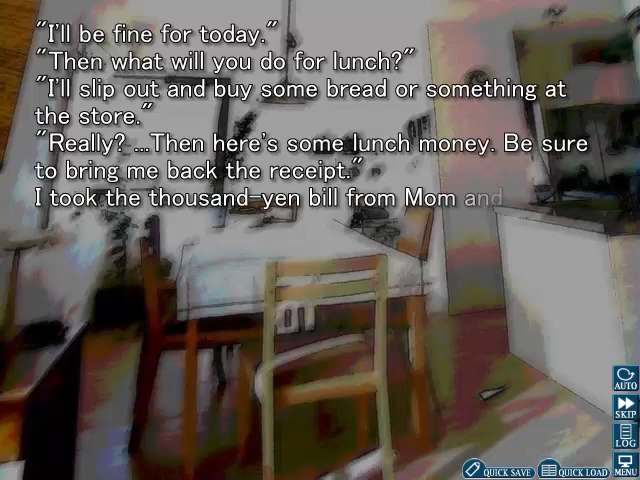 "I'll be fine for today."
"Then what will you do for lunch?"
"I'll slip out and buy some bread or something at
the store."
"Really? ...Then here's some lunch money. Be sure
to bring me back the receipt."
I took the thousand-yen bill from Mom and
AUTO
SKIP
LOG
QUICK SAVE
QUICK LOAD
MENU